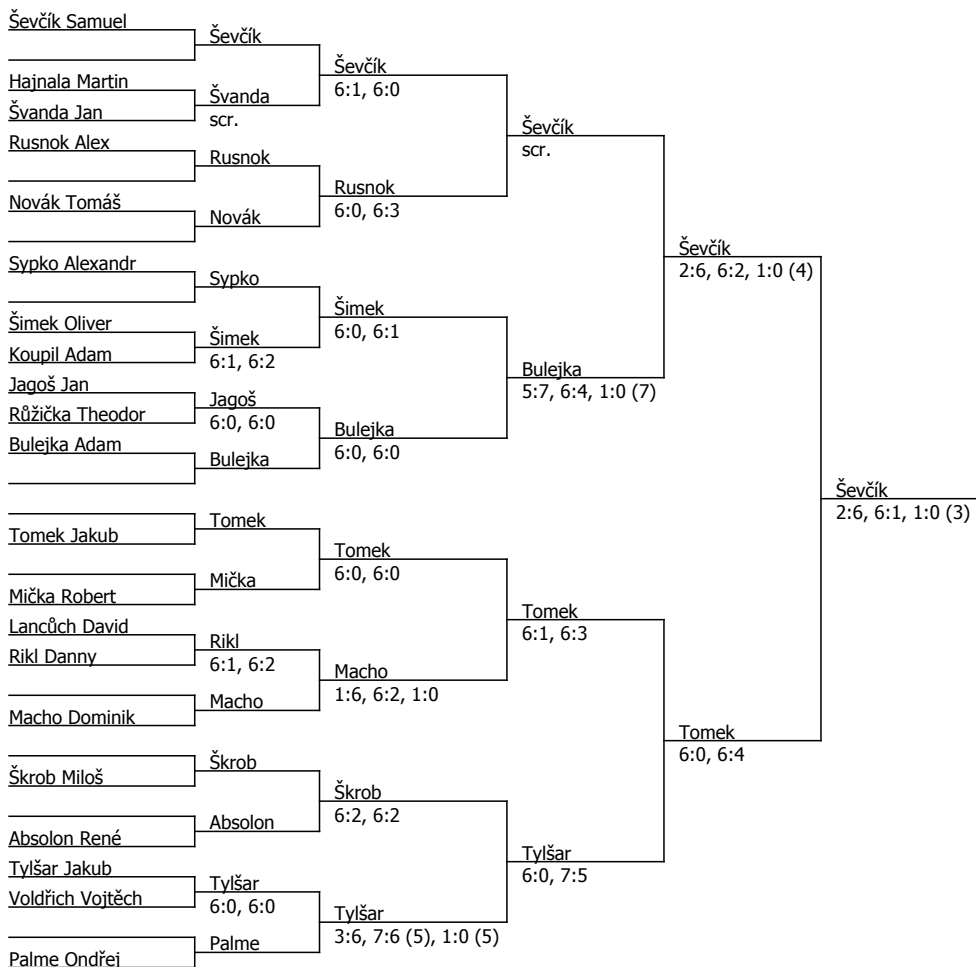 Ševčík Samuel
Ševčík
Ševčík
6:1, 6:0
Hajnala Martin
Švanda
scr.
Švanda Jan
Ševčík
scr.
Rusnok Alex
Rusnok
Rusnok
6:0, 6:3
Novák Tomáš
Novák
Ševčík
2:6, 6:2, 1:0 (4)
Sypko Alexandr
Sypko
Šimek
6:0, 6:1
Šimek Oliver
Šimek
6:1, 6:2
Koupil Adam
Bulejka
5:7, 6:4, 1:0 (7)
Jagoš Jan
Jagoš
6:0, 6:0
Růžička Theodor
Bulejka
6:0, 6:0
Bulejka Adam
Bulejka
Ševčík
2:6, 6:1, 1:0 (3)
Tomek
Tomek Jakub
Tomek
6:0, 6:0
Mička
Mička Robert
Tomek
6:1, 6:3
Lancůch David
Rikl
6:1, 6:2
Rikl Danny
Macho
1:6, 6:2, 1:0
Macho
Macho Dominik
Tomek
6:0, 6:4
Škrob
Škrob Miloš
Škrob
6:2, 6:2
Absolon
Absolon René
Tylšar
6:0, 7:5
Tylšar Jakub
Tylšar
6:0, 6:0
Voldřich Vojtěch
Tylšar
3:6, 7:6 (5), 1:0 (5)
Palme
Palme Ondřej